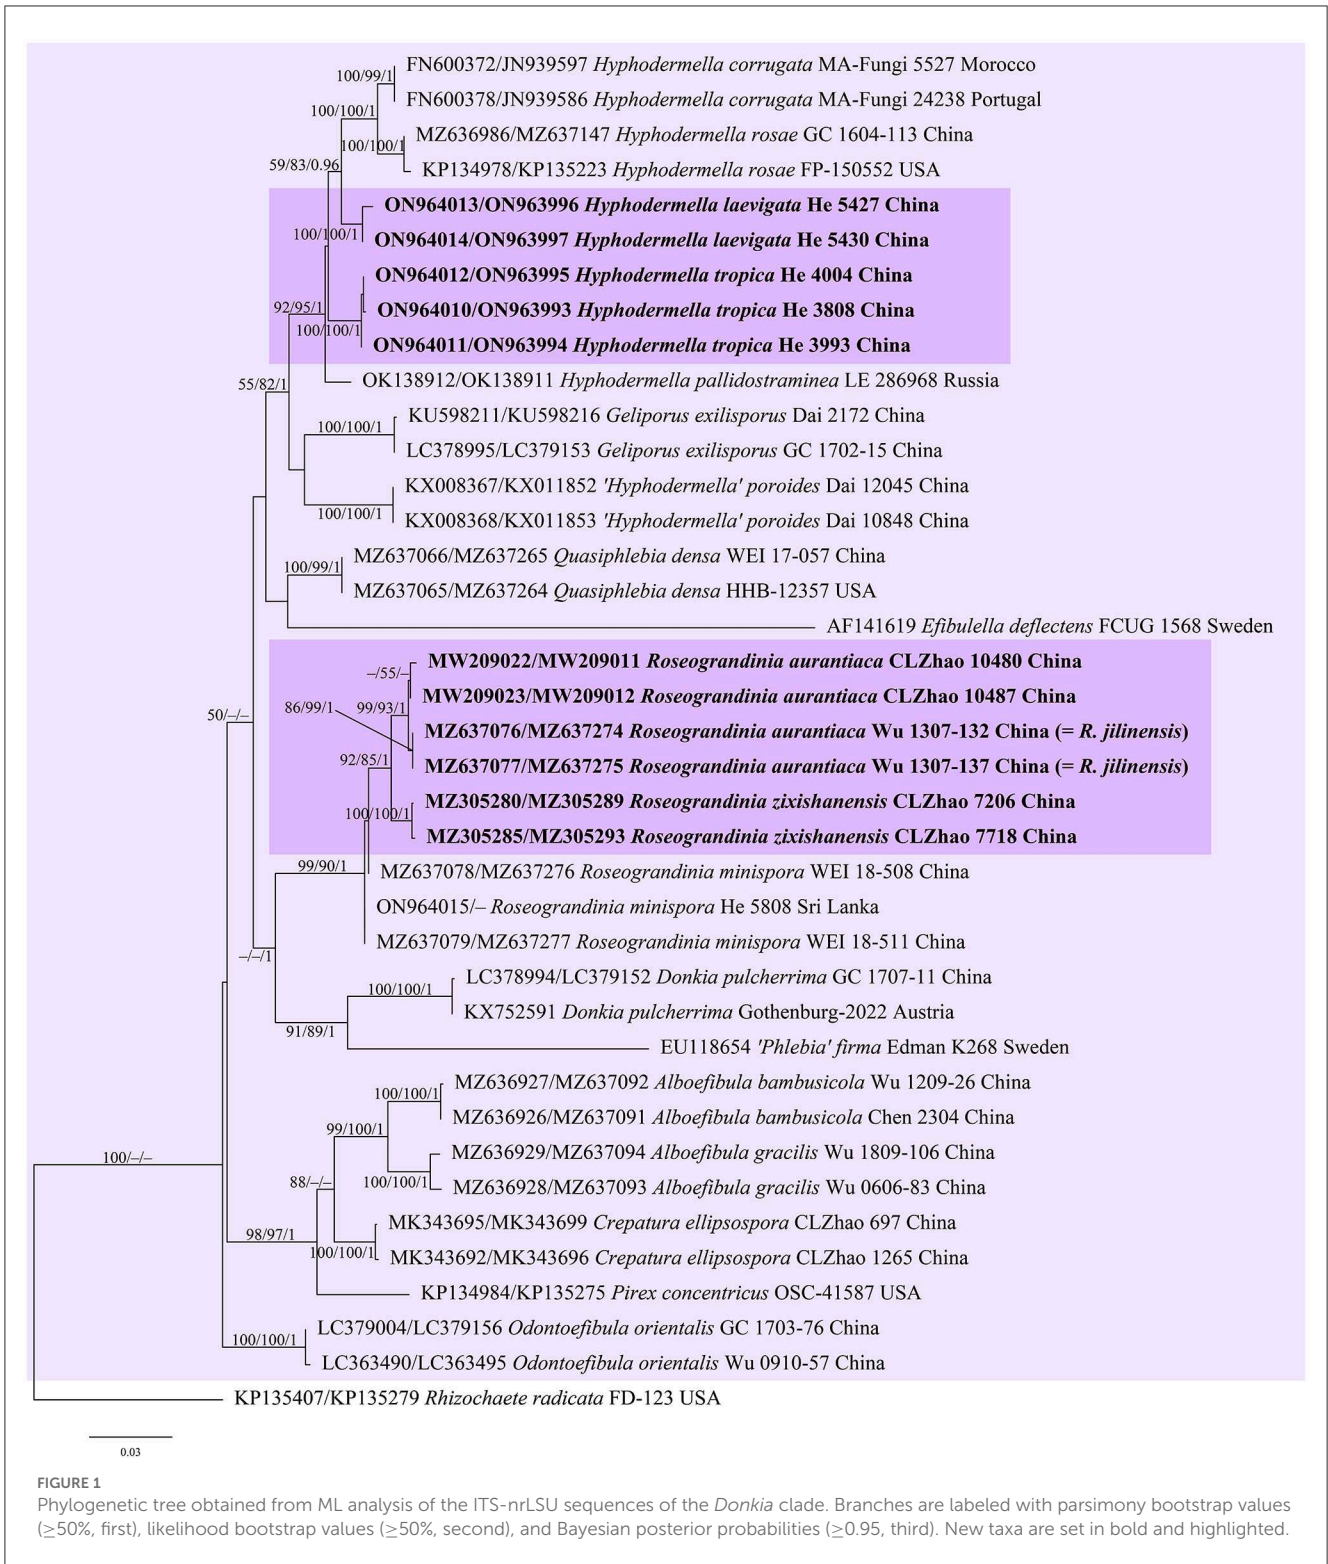 FN600372/JN939597 Hyphodermella corrugata MA-Fungi 5527 Morocco
100/99/1
FN600378/JN939586 Hyphodermella corrugata MA-Fungi 24238 Portugal
100/100/1
MZ636986/MZ637147 Hyphodermella rosae GC 1604-113 China
100/100/1
59/83/0.96
KP134978/KP135223 Hyphodermella rosae FP-150552 USA
ON964013/ON963996 Hyphodermella laevigata He 5427 China
100/100/1
ON964014/ON963997 Hyphodermella laevigata He 5430 China
ON964012/ON963995 Hyphodermella tropica He 4004 China
92/95/1
ON964010/ON963993 Hyphodermella tropica He 3808 China
100/100/1
ON964011/ON963994 Hyphodermella tropica He 3993 China
55/82/1
OK138912/OK138911 Hyphodermella pallidostraminea LE 286968 Russia
KU598211/KU598216 Geliporus exilisporus Dai 2172 China
100/100/1
LC378995/LC379153 Geliporus exilisporus GC 1702-15 China
KX008367/KX011852 'Hyphodermella' poroides Dai 12045 China
100/100/1
KX008368/KX011853 'Hyphodermella' poroides Dai 10848 China
MZ637066/MZ637265 Quasiphlebia densa WEI 17-057 China
100/99/1
MZ637065/MZ637264 Quasiphlebia densa HHB-12357 USA
AF141619 Efibulella deflectens FCUG 1568 Sweden
MW209022/MW209011 Roseograndinia aurantiaca CLZhao 10480 China
–/55/–
MW209023/MW209012 Roseograndinia aurantiaca CLZhao 10487 China
86/99/1
99/93/1
50/–/–
MZ637076/MZ637274 Roseograndinia aurantiaca Wu 1307-132 China (= R. jilinensis)
92/85/1
MZ637077/MZ637275 Roseograndinia aurantiaca Wu 1307-137 China (= R. jilinensis)
MZ305280/MZ305289 Roseograndinia zixishanensis CLZhao 7206 China
100/100/1
MZ305285/MZ305293 Roseograndinia zixishanensis CLZhao 7718 China
99/90/1
MZ637078/MZ637276 Roseograndinia minispora WEI 18-508 China
ON964015/– Roseograndinia minispora He 5808 Sri Lanka
MZ637079/MZ637277 Roseograndinia minispora WEI 18-511 China
–/–/1
LC378994/LC379152 Donkia pulcherrima GC 1707-11 China
100/100/1
KX752591 Donkia pulcherrima Gothenburg-2022 Austria
91/89/1
EU118654 'Phlebia' firma Edman K268 Sweden
MZ636927/MZ637092 Alboefibula bambusicola Wu 1209-26 China
100/100/1
MZ636926/MZ637091 Alboefibula bambusicola Chen 2304 China
99/100/1
MZ636929/MZ637094 Alboefibula gracilis Wu 1809-106 China
100/–/–
88/–/–
100/100/1
MZ636928/MZ637093 Alboefibula gracilis Wu 0606-83 China
MK343695/MK343699 Crepatura ellipsospora CLZhao 697 China
98/97/1
100/100/1
MK343692/MK343696 Crepatura ellipsospora CLZhao 1265 China
KP134984/KP135275 Pirex concentricus OSC-41587 USA
LC379004/LC379156 Odontoefibula orientalis GC 1703-76 China
100/100/1
LC363490/LC363495 Odontoefibula orientalis Wu 0910-57 China
KP135407/KP135279 Rhizochaete radicata FD-123 USA
0.03
FIGURE 1
Phylogenetic tree obtained from ML analysis of the ITS-nrLSU sequences of the Donkia clade. Branches are labeled with parsimony bootstrap values
(≥50%, first), likelihood bootstrap values (≥50%, second), and Bayesian posterior probabilities (≥0.95, third). New taxa are set in bold and highlighted.